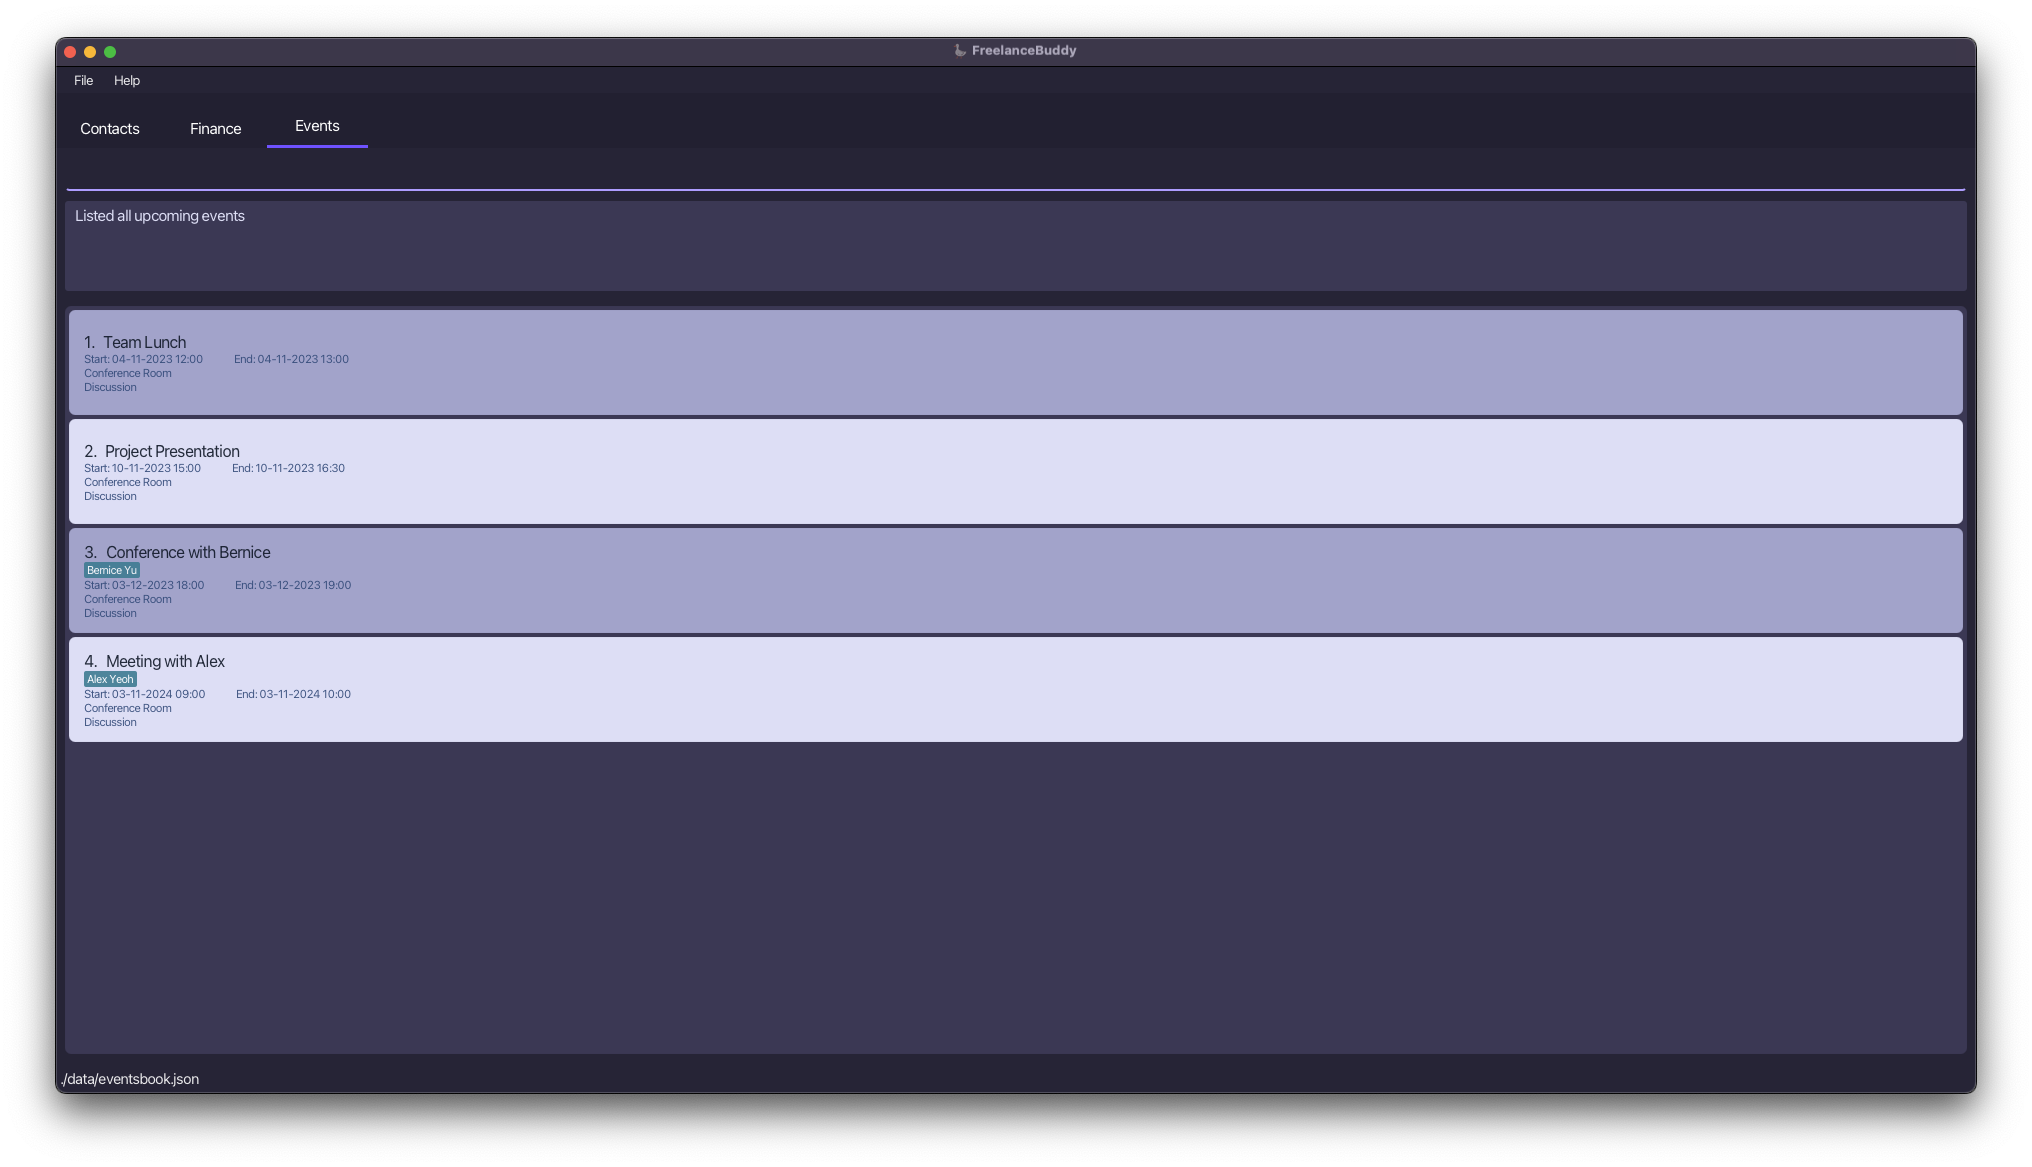 FreelanceBuddy
File Help
Contacts Finance Events
Listed all upcoming events
1. Team Lunch
Start: 04-11-2023 12:00 End: 04-11-2023 13:00
Conference Room
Discussion
2. Project Presentation
Start: 10-11-2023 15:00 End: 10-11-2023 16:30
Conference Room
Discussion
3. Conference with Bernice
Bernice Yu
Start: 03-12-2023 18:00 End: 03-12-2023 19:00
Conference Room
Discussion
4. Meeting with Alex
Alex Yeoh
Start: 03-11-2024 09:00 End: 03-11-2024 10:00
Conference Room
Discussion
./data/eventsbook.json